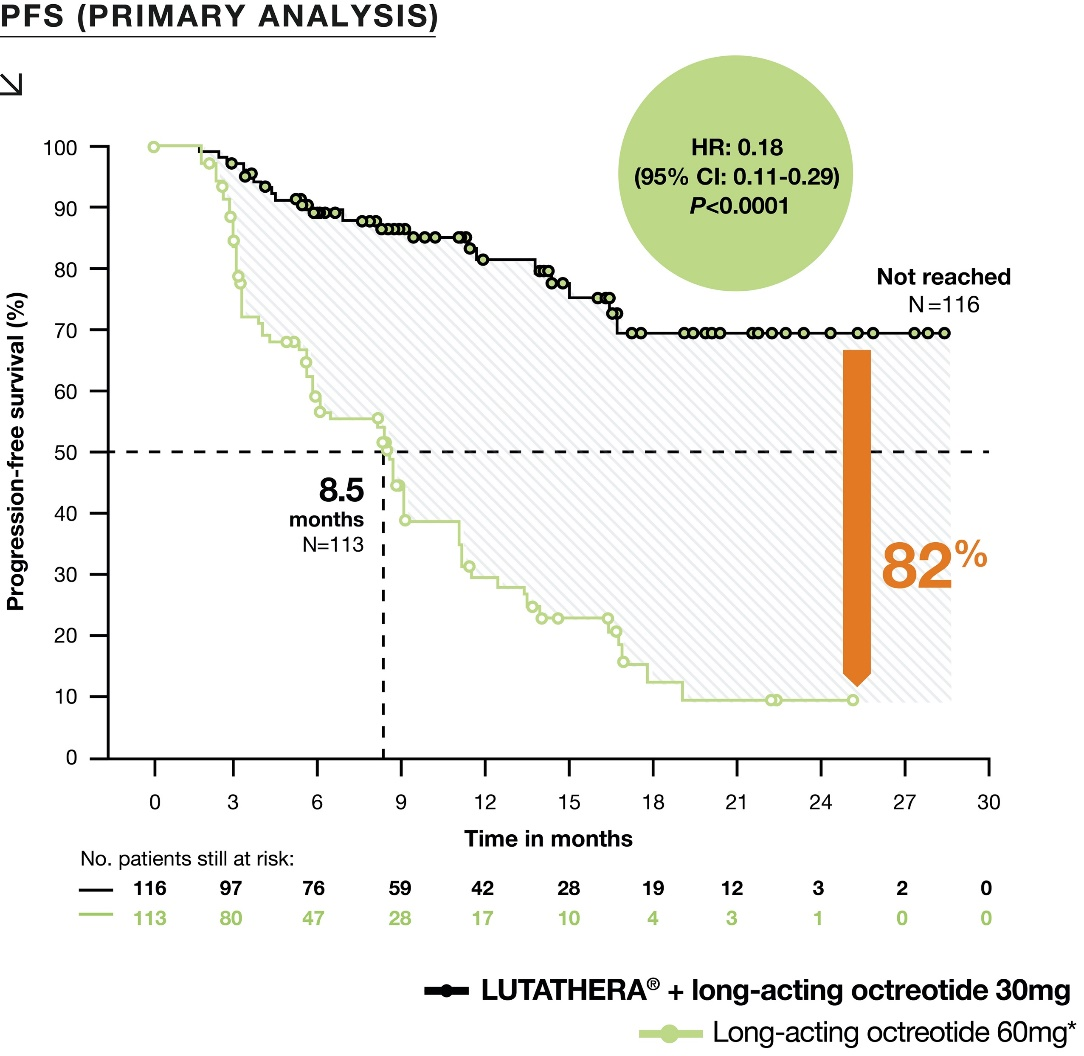 PFS (PRIMARY ANALYSIS)
HR: 0.18
(95% CI: 0.11-0.29)
P<0.0001
Not reached
N=116
Progression-free survival (%)
100
90
80
70
60
50
40
30
20
10
0
8.5
months
N=113
82%
0 3 6 9 12 15 18 21 24 27 30
Time in months
No. patients still at risk:
116 97 76 59 42 28 19 12 3 2 0
113 80 47 28 17 10 4 3 1 0 0
LUTATHERA® + long-acting octreotide 30mg
Long-acting octreotide 60mg*